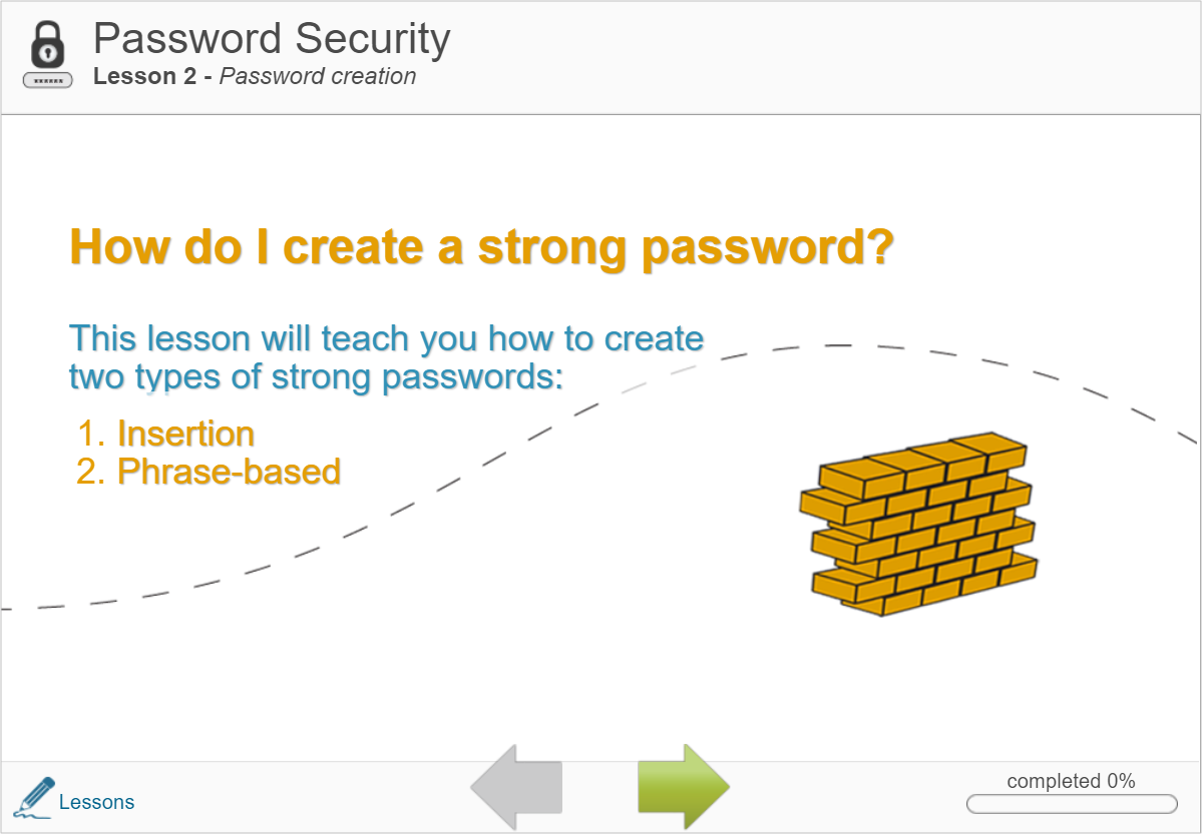 Password Security
Lesson 2 - Password creation
******
How do I create a strong password?
This lesson will teach you how to create
two types of strong passwords:
1. Insertion
2. Phrase-based
Lessons
completed 0%